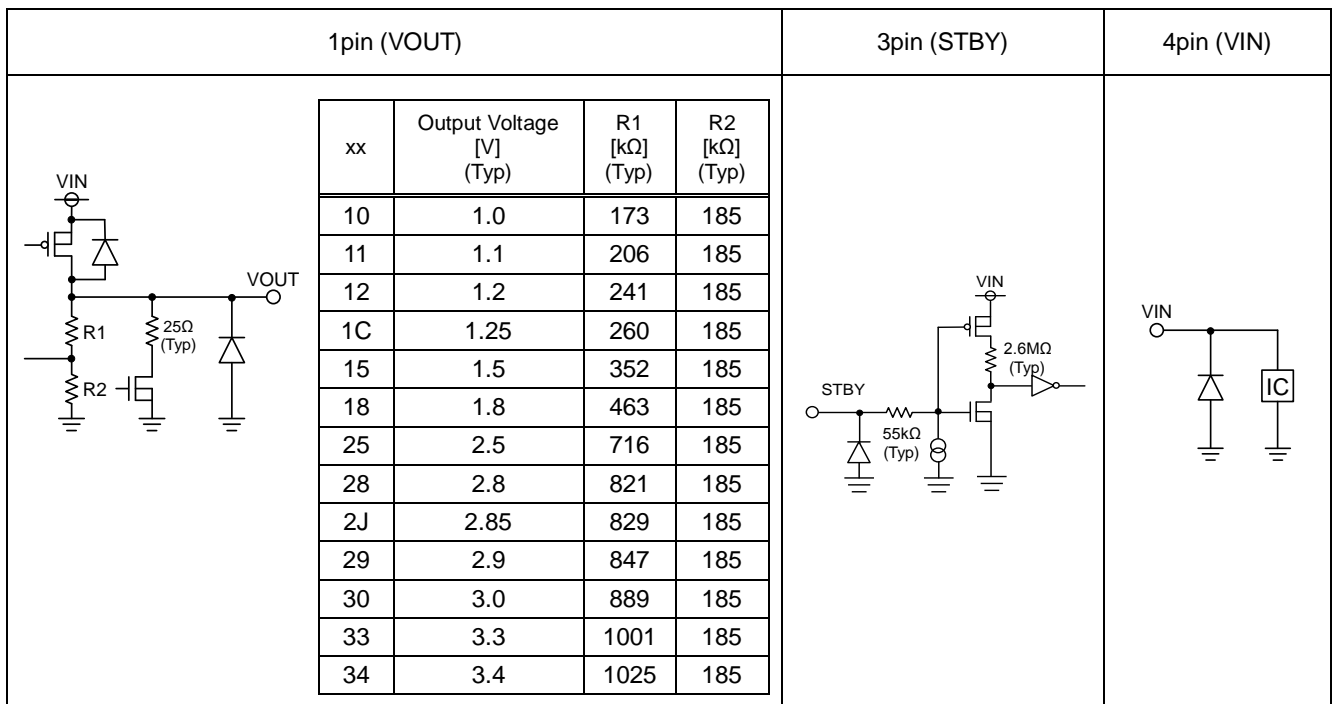 1pin (VOUT)
3pin (STBY)
4pin (VIN)
VIN
VOUT
R1
25Ω
(Typ)
R2
xx
Output Voltage
[V]
(Typ)
R1
[kΩ]
(Typ)
R2
[kΩ]
(Typ)
10 1.0 173 185
11 1.1 206 185
12 1.2 241 185
1C 1.25 260 185
15 1.5 352 185
18 1.8 463 185
25 2.5 716 185
28 2.8 821 185
2J 2.85 829 185
29 2.9 847 185
30 3.0 889 185
33 3.3 1001 185
34 3.4 1025 185
VIN
2.6MΩ
(Typ)
STBY
55kΩ
(Typ)
VIN
IC